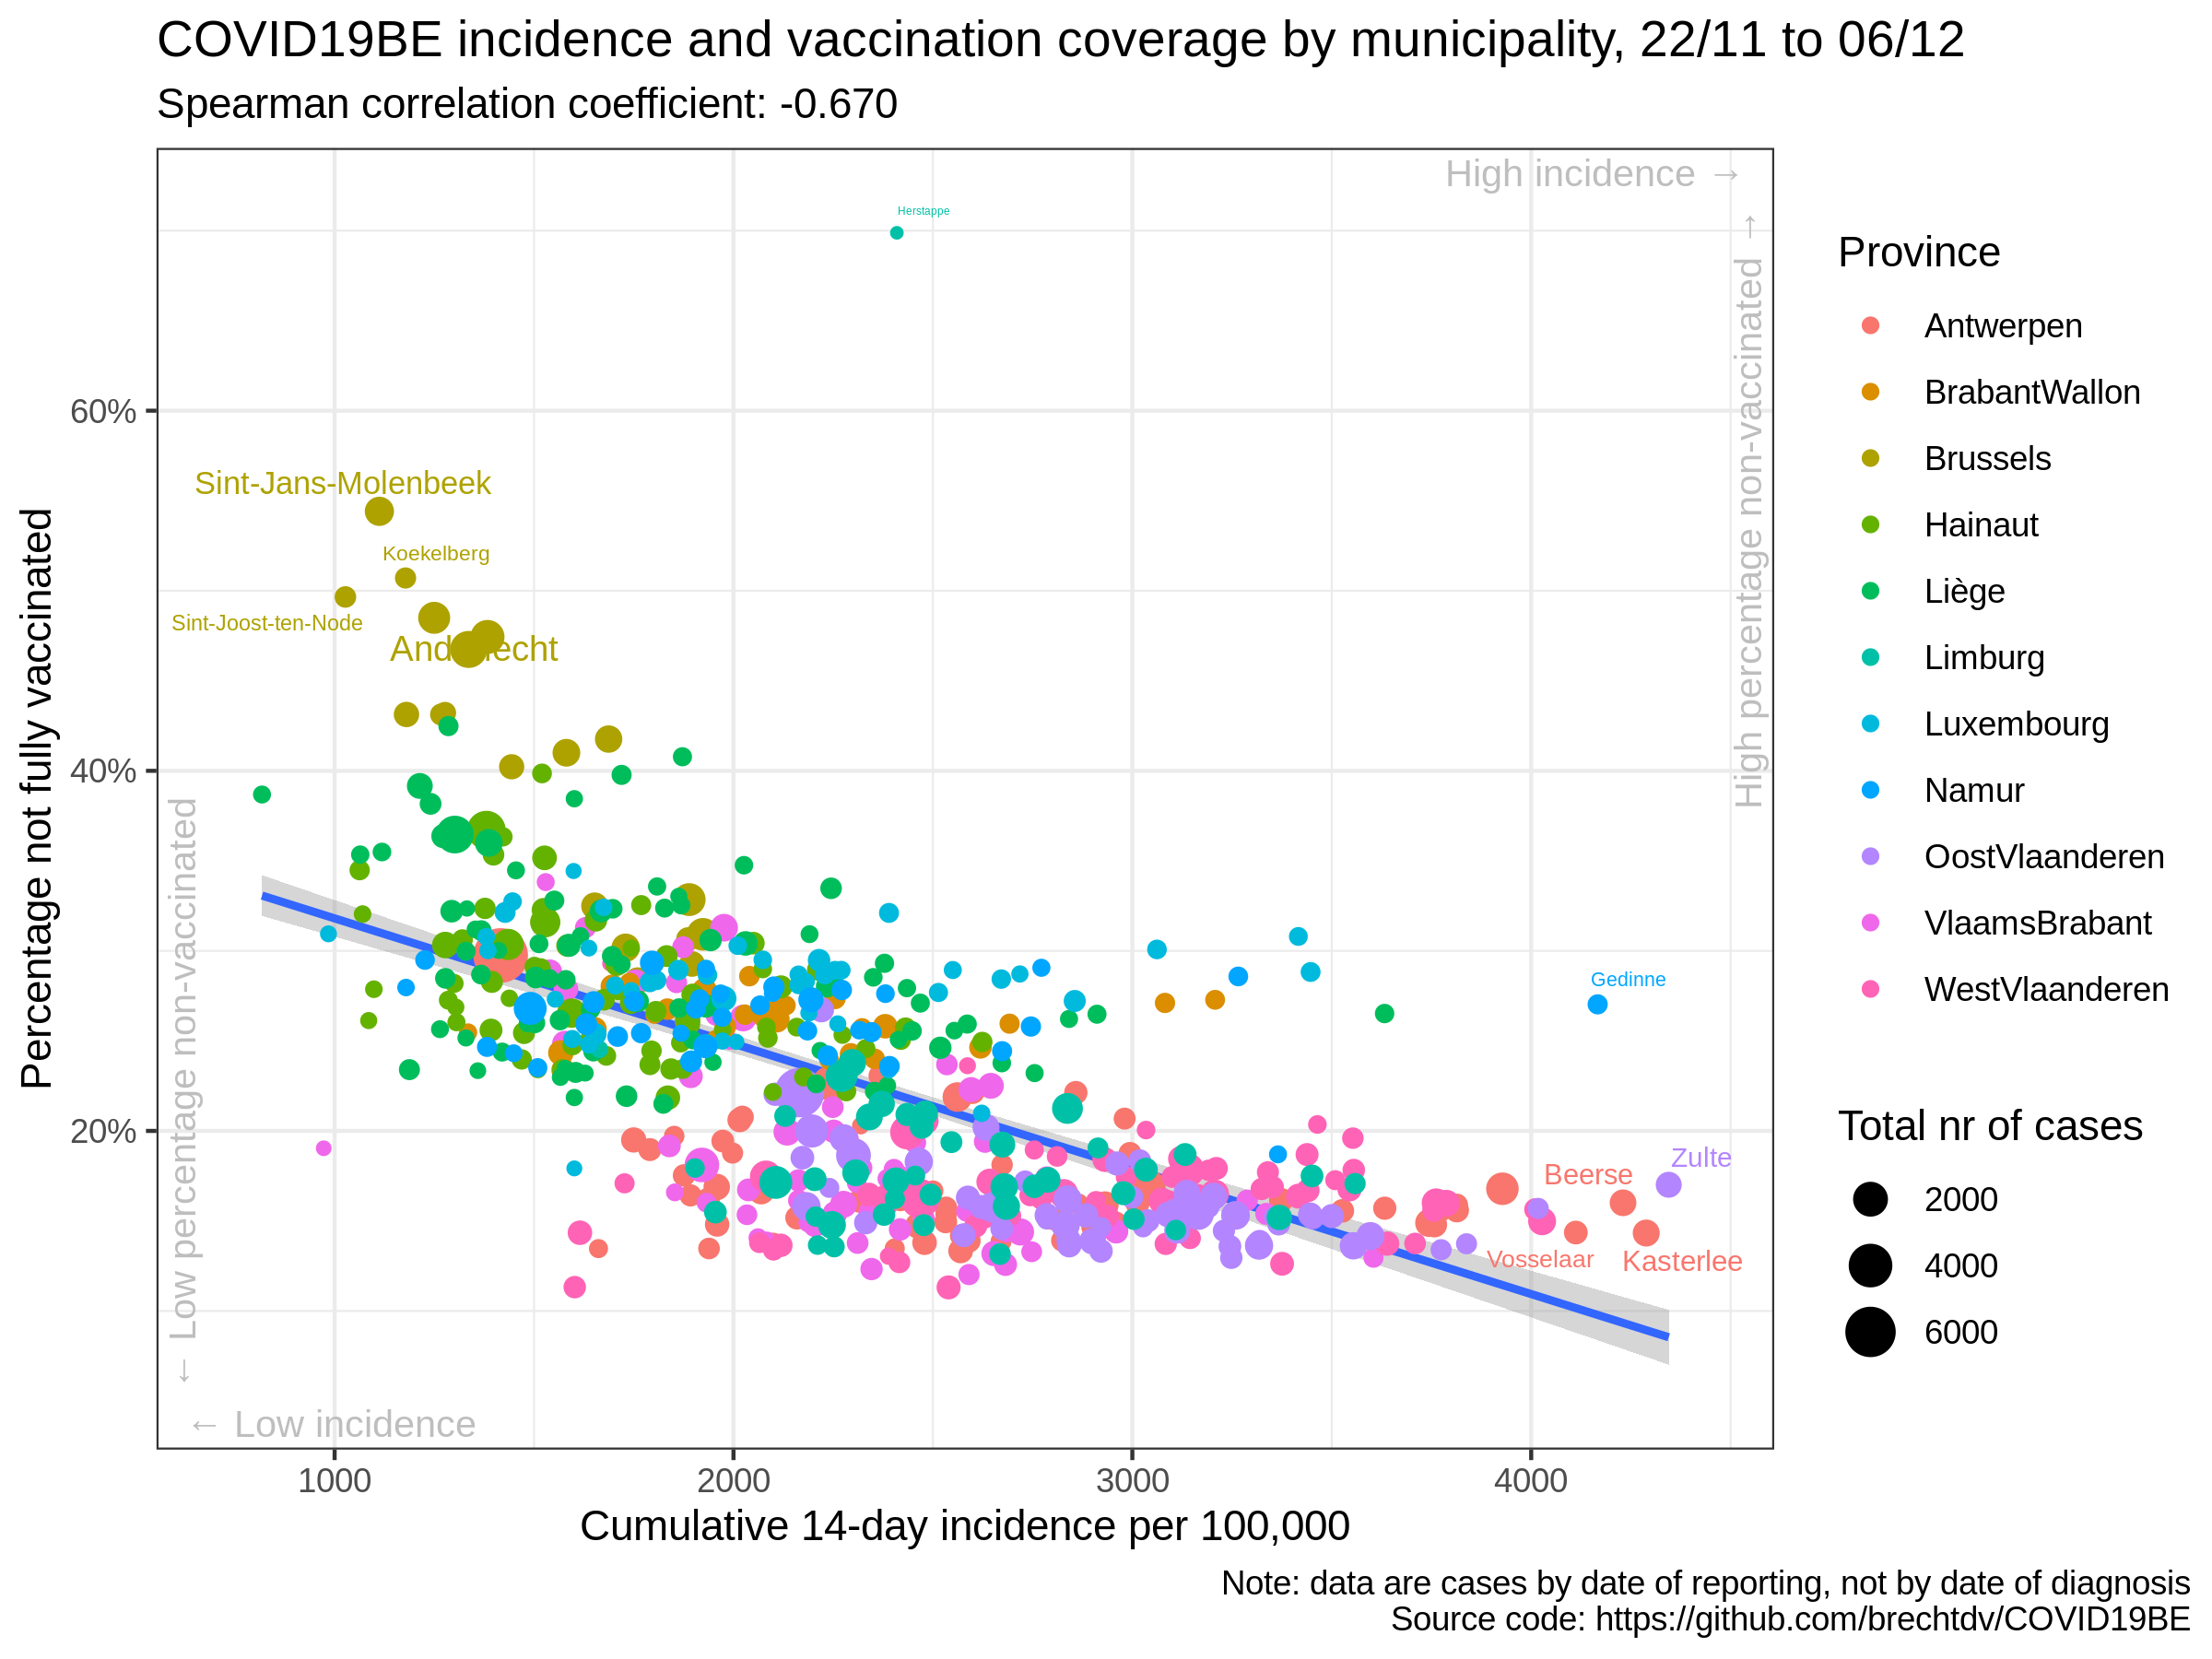 COVID19BE incidence and vaccination coverage by municipality, 22/11 to 06/12
Spearman correlation coefficient: -0.670
High incidence →
High percentage non-vaccinated →
Herstappe
Sint-Jans-Molenbeek
Koekelberg
Sint-Joost-ten-Node
Anderlecht
Gedinne
Zulte
Beerse
Vosselaar
Kasterlee
← Low percentage non-vaccinated
← Low incidence
60%
40%
20%
Percentage not fully vaccinated
1000 2000 3000 4000
Cumulative 14-day incidence per 100,000
Province
Antwerpen
BrabantWallon
Brussels
Hainaut
Liège
Limburg
Luxembourg
Namur
OostVlaanderen
VlaamsBrabant
WestVlaanderen
Total nr of cases
2000
4000
6000
Note: data are cases by date of reporting, not by date of diagnosis
Source code: https://github.com/brechtdv/COVID19BE